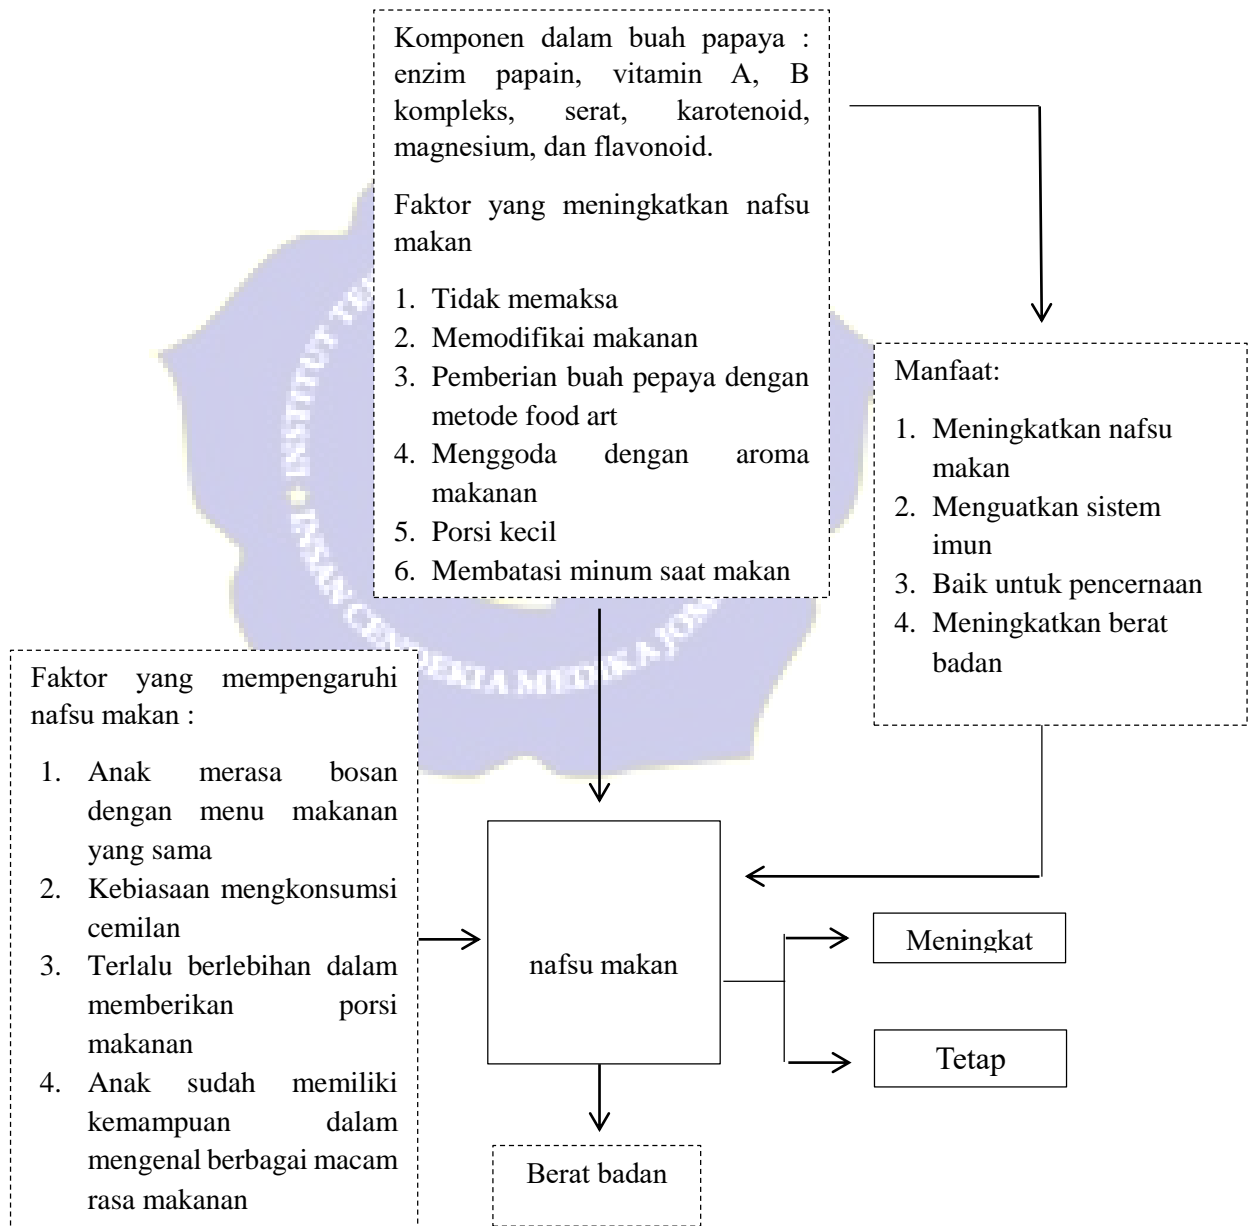 Komponen dalam buah papaya :
enzim papain, vitamin A, B
kompleks, serat, karotenoid,
magnesium, dan flavonoid.
Faktor yang meningkatkan nafsu
makan
1. Tidak memaksa
2. Memodifikai makanan
3. Pemberian buah pepaya dengan
metode food art
4. Menggoda dengan aroma
makanan
5. Porsi kecil
6. Membatasi minum saat makan
Manfaat:
1. Meningkatkan nafsu
makan
2. Menguatkan sistem
imun
3. Baik untuk pencernaan
4. Meningkatkan berat
badan
Faktor yang mempengaruhi
nafsu makan :
1. Anak merasa bosan
dengan menu makanan
yang sama
2. Kebiasaan mengkonsumsi
cemilan
3. Terlalu berlebihan dalam
memberikan porsi
makanan
4. Anak sudah memiliki
kemampuan dalam
mengenal berbagai macam
rasa makanan
nafsu makan
Meningkat
Tetap
Berat badan
INSTITUT
INSAN CENDEKIA MEDIKA